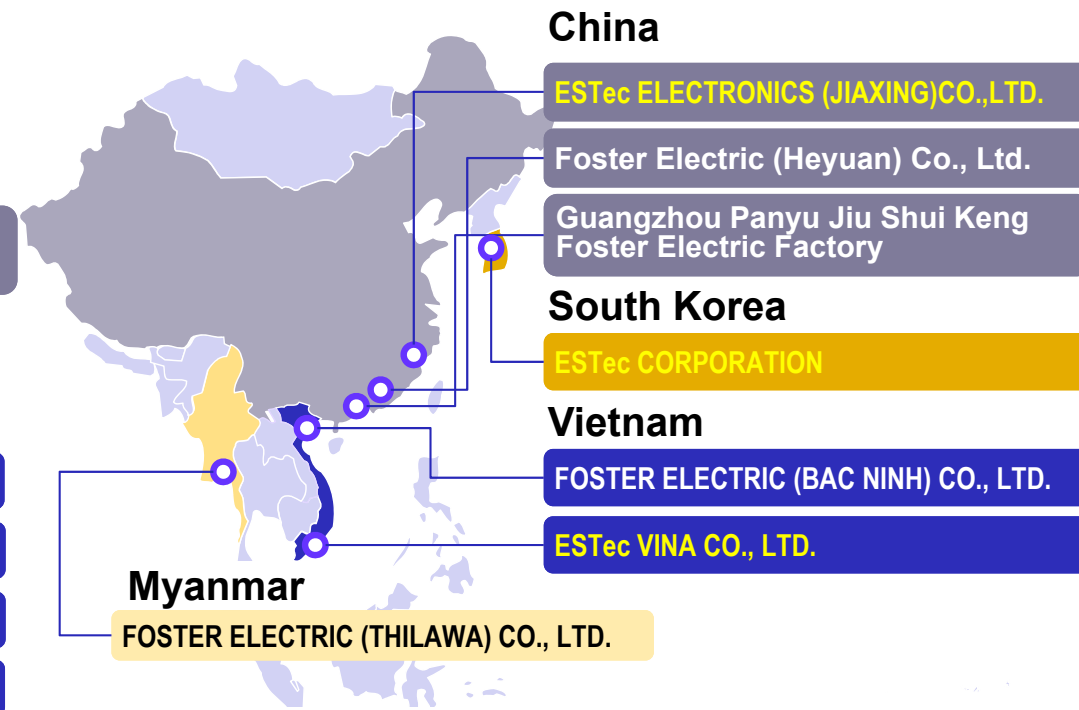 China
ESTec ELECTRONICS (JIAXING)CO.,LTD.
Foster Electric (Heyuan) Co., Ltd.
Guangzhou Panyu Jiu Shui Keng
Foster Electric Factory
South Korea
ESTec CORPORATION
Vietnam
FOSTER ELECTRIC (BAC NINH) CO., LTD.
ESTec VINA CO., LTD.
Myanmar
FOSTER ELECTRIC (THILAWA) CO., LTD.